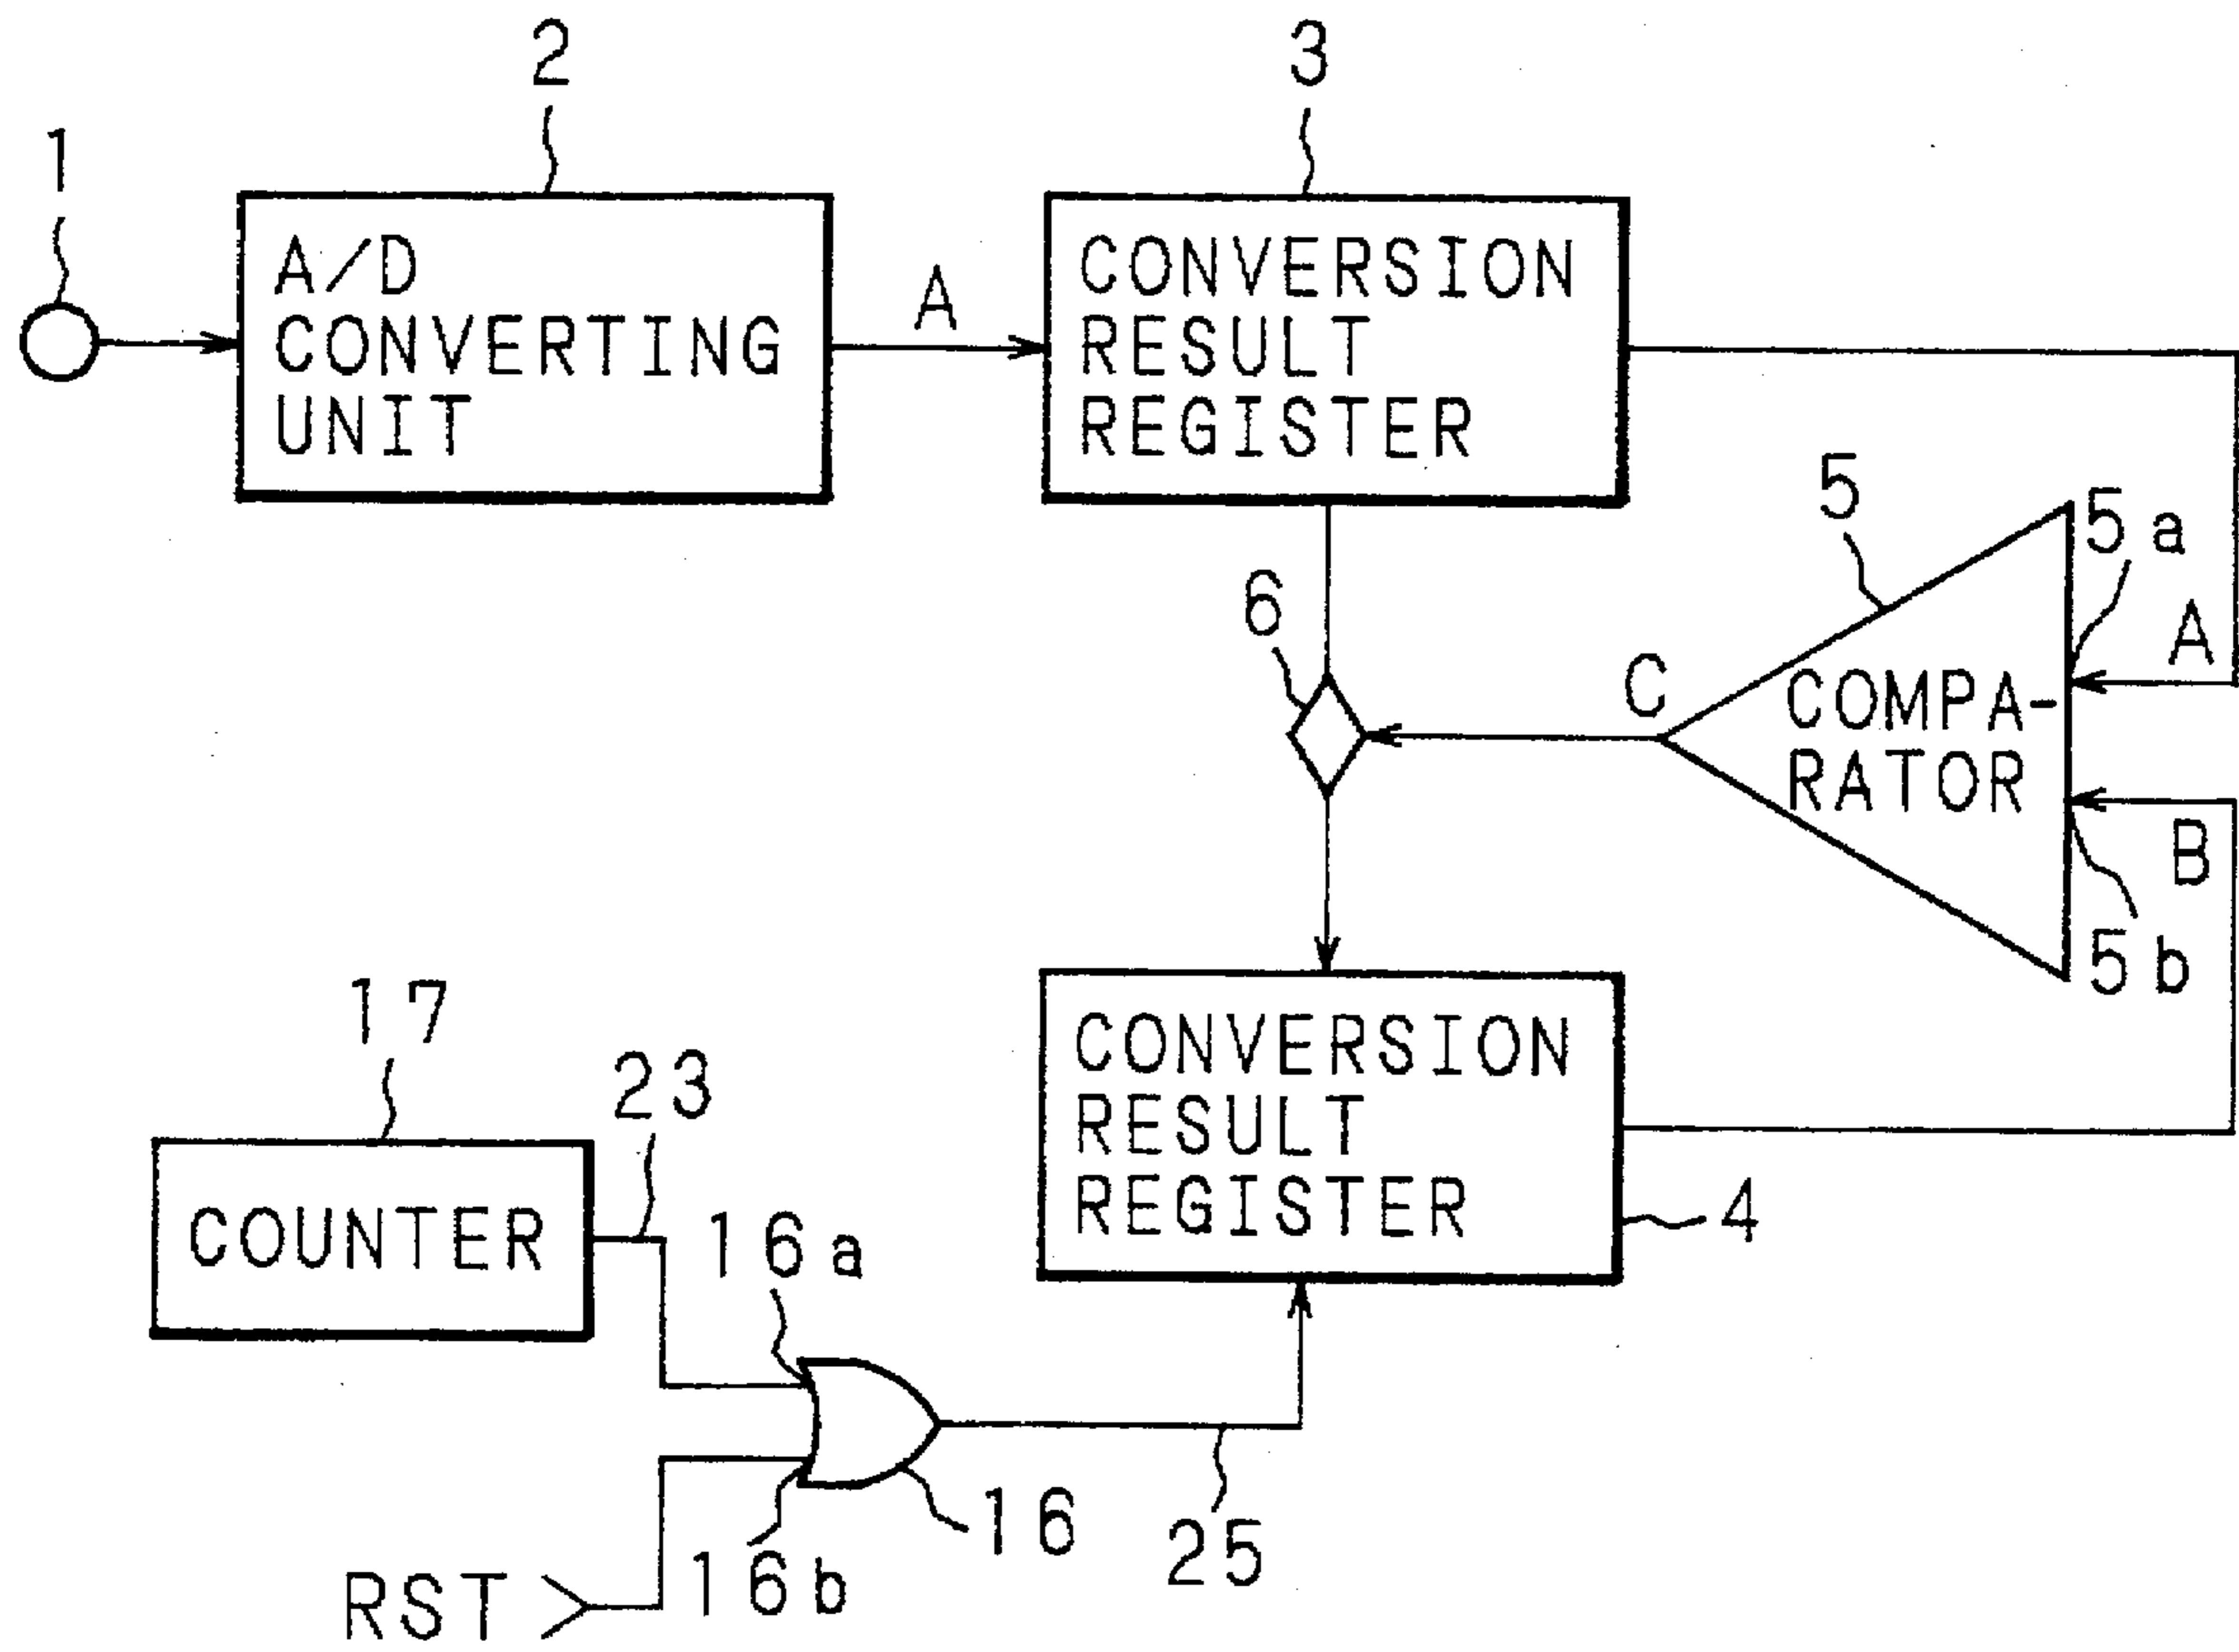 2
3
1
A/D
CONVERTING
UNIT
A
CONVERSION
RESULT
REGISTER
5
5a
6
A
C
COMPA-
RATOR
B
5b
17
23
CONVERSION
RESULT
REGISTER
4
COUNTER
16a
16
25
16b
RST